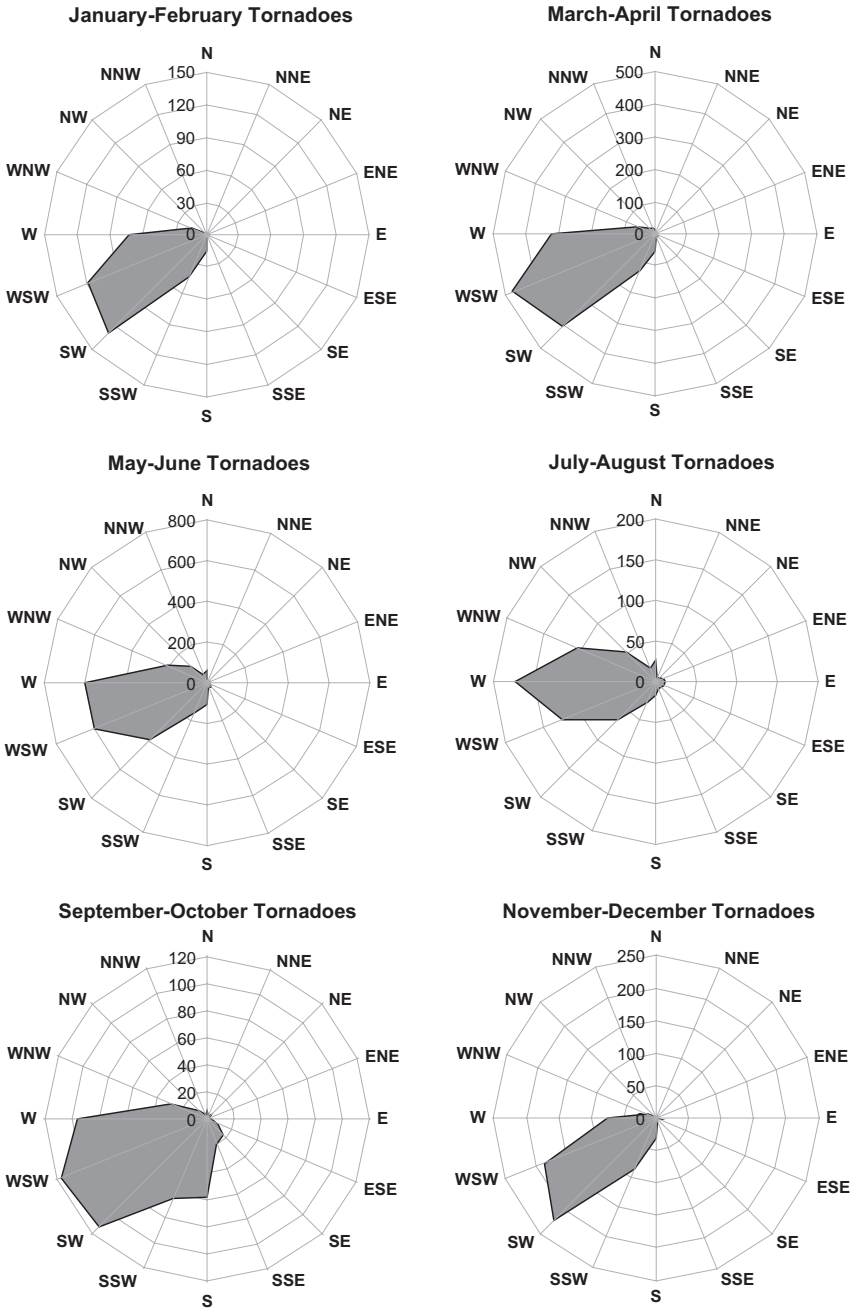 January-February Tornadoes
N
NNW 150 NNE
NW 120 NE
90
WNW 60 ENE
30
W 0 E
WSW ESE
SW SE
SSW SSE
S
March-April Tornadoes
N
NNW 500 NNE
NW 400 NE
300
WNW 200 ENE
100
W 0 E
WSW ESE
SW SE
SSW SSE
S
May-June Tornadoes
N
NNW 800 NNE
NW 600 NE
400
WNW 200 ENE
W 0 E
WSW ESE
SW SE
SSW SSE
S
July-August Tornadoes
N
NNW 200 NNE
NW 150 NE
100
WNW 50 ENE
W 0 E
WSW ESE
SW SE
SSW SSE
S
September-October Tornadoes
N
NNW 120 NNE
100
NW 80 NE
60
WNW 40 ENE
20
W 0 E
WSW ESE
SW SE
SSW SSE
S
November-December Tornadoes
N
NNW 250 NNE
NW 200 NE
150
WNW 100 ENE
50
W 0 E
WSW ESE
SW SE
SSW SSE
S